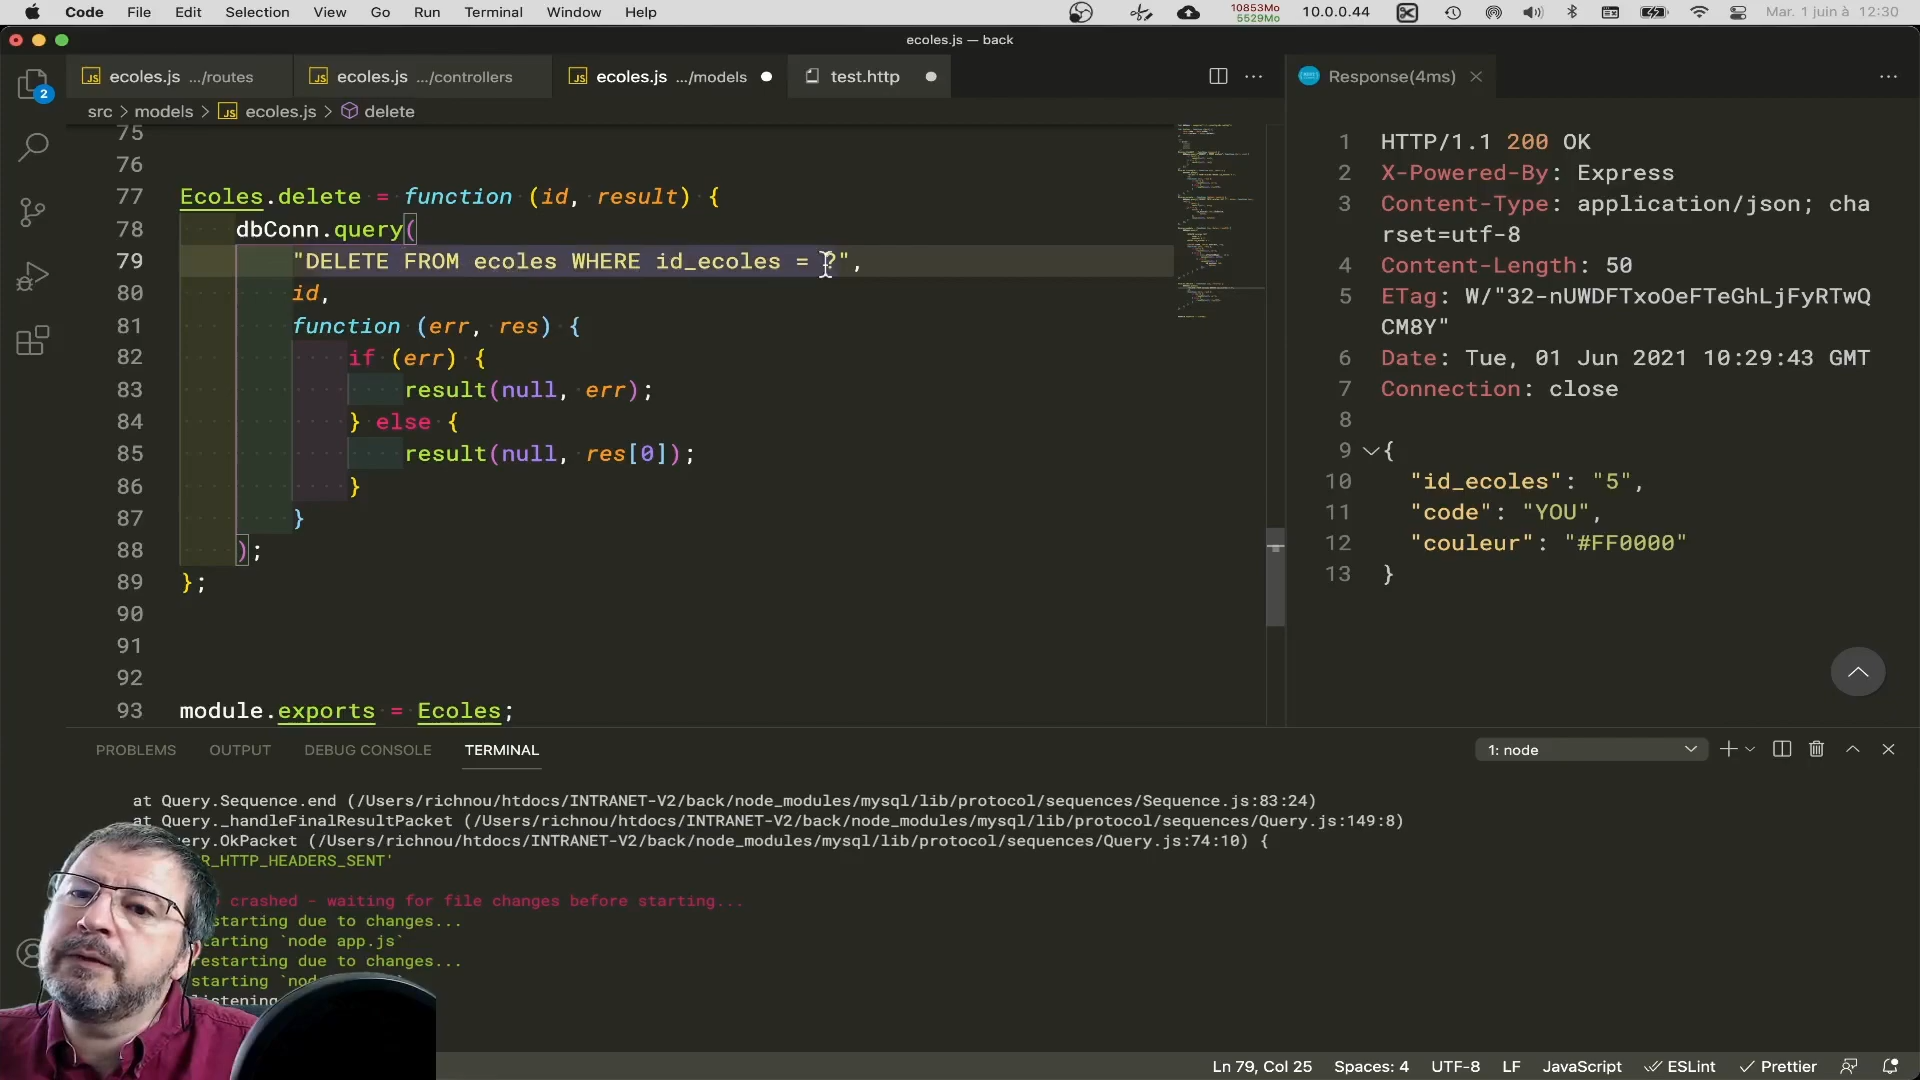 Code File Edit Selection View Go Run Terminal Window Help 10853Mo 5529Mo 10.0.0.44 Mar. 1 juin à 12:30
ecoles.js — back
JS ecoles.js .../routes JS ecoles.js .../controllers JS ecoles.js .../models test.http Response(4ms)
2
src > models > JS ecoles.js > delete
75
76
77 Ecoles.delete = function (id, result) {
78 dbConn.query(
79 "DELETE FROM ecoles WHERE id_ecoles = ?",
80 id,
81 function (err, res) {
82 if (err) {
83 result(null, err);
84 } else {
85 result(null, res[0]);
86 }
87 }
88 );
89 };
90
91
92
93 module.exports = Ecoles;
1 HTTP/1.1 200 OK
2 X-Powered-By: Express
3 Content-Type: application/json; cha
rset=utf-8
4 Content-Length: 50
5 ETag: W/"32-nUWDFTxoOeFTeGhLjFyRTwQ
CM8Y"
6 Date: Tue, 01 Jun 2021 10:29:43 GMT
7 Connection: close
8
9 {
10 "id_ecoles": "5",
11 "code": "YOU",
12 "couleur": "#FF0000"
13 }
PROBLEMS OUTPUT DEBUG CONSOLE TERMINAL 1: node
at Query.Sequence.end (/Users/richnou/htdocs/INTRANET-V2/back/node_modules/mysql/lib/protocol/sequences/Sequence.js:83:24)
at Query._handleFinalResultPacket (/Users/richnou/htdocs/INTRANET-V2/back/node_modules/mysql/lib/protocol/sequences/Query.js:149:8)
ery.OkPacket (/Users/richnou/htdocs/INTRANET-V2/back/node_modules/mysql/lib/protocol/sequences/Query.js:74:10) {
R_HTTP_HEADERS_SENT'
crashed - waiting for file changes before starting...
starting due to changes...
tarting `node app.js`
restarting due to changes...
starting `nod
listening
Ln 79, Col 25 Spaces: 4 UTF-8 LF JavaScript ESLint Prettier